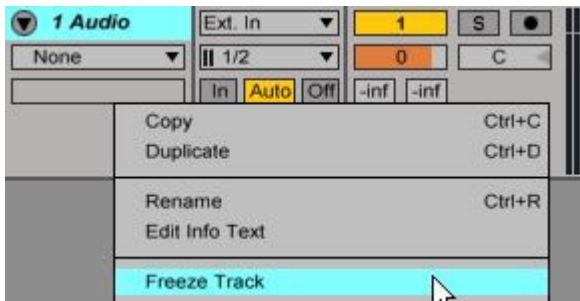 1 Audio Ext. In 1 S
None 1/2 0 C
In Auto Off -inf -inf
Copy Ctrl+C
Duplicate Ctrl+D
Rename Ctrl+R
Edit Info Text
Freeze Track